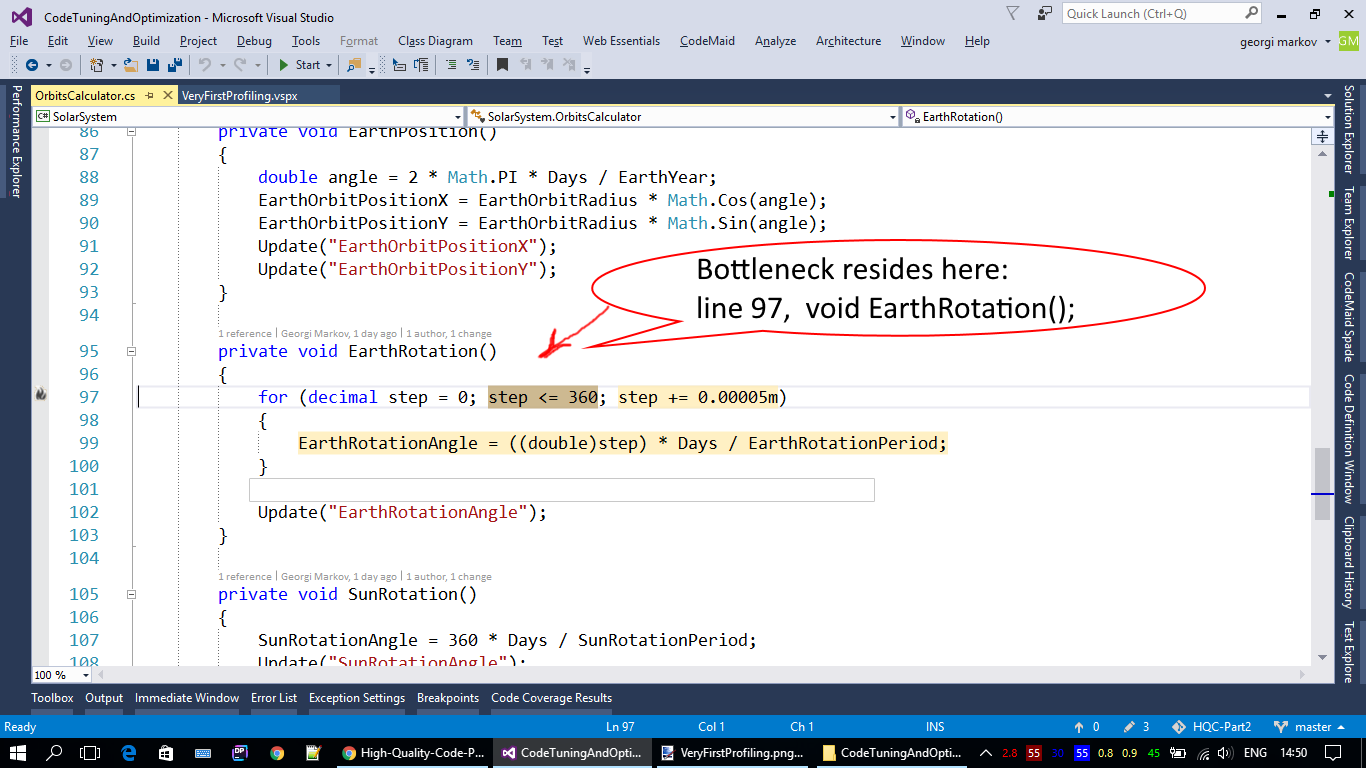 CodeTuningAndOptimization - Microsoft Visual Studio
Quick Launch (Ctrl+Q)
File Edit View Build Project Debug Tools Format Class Diagram Team Test Web Essentials CodeMaid Analyze Architecture Window Help
georgi markov GM
Start
OrbitsCalculator.cs VeryFirstProfiling.vspx
C# SolarSystem SolarSystem.OrbitsCalculator EarthRotation()
Performance Explorer
86 private void EarthPosition()
87 {
88 double angle = 2 * Math.PI * Days / EarthYear;
89 EarthOrbitPositionX = EarthOrbitRadius * Math.Cos(angle);
90 EarthOrbitPositionY = EarthOrbitRadius * Math.Sin(angle);
91 Update("EarthOrbitPositionX");
92 Update("EarthOrbitPositionY");
93 }
94
Bottleneck resides here:
line 97, void EarthRotation();
1 reference | Georgi Markov, 1 day ago | 1 author, 1 change
95 private void EarthRotation()
96 {
97 for (decimal step = 0; step <= 360; step += 0.00005m)
98 {
99 EarthRotationAngle = ((double)step) * Days / EarthRotationPeriod;
100 }
101
102 Update("EarthRotationAngle");
103 }
104
1 reference | Georgi Markov, 1 day ago | 1 author, 1 change
105 private void SunRotation()
106 {
107 SunRotationAngle = 360 * Days / SunRotationPeriod;
108 Update("SunRotationAngle");
Solution Explorer
Team Explorer
CodeMaid Spade
Code Definition Window
Clipboard History
Test Explore
100 %
Toolbox Output Immediate Window Error List Exception Settings Breakpoints Code Coverage Results
Ready Ln 97 Col 1 Ch 1 INS 0 3 HQC-Part2 master
High-Quality-Code-P... CodeTuningAndOpti... VeryFirstProfiling.png... CodeTuningAndOpti... 2.8 55 30 55 0.8 0.9 45 ENG 14:50